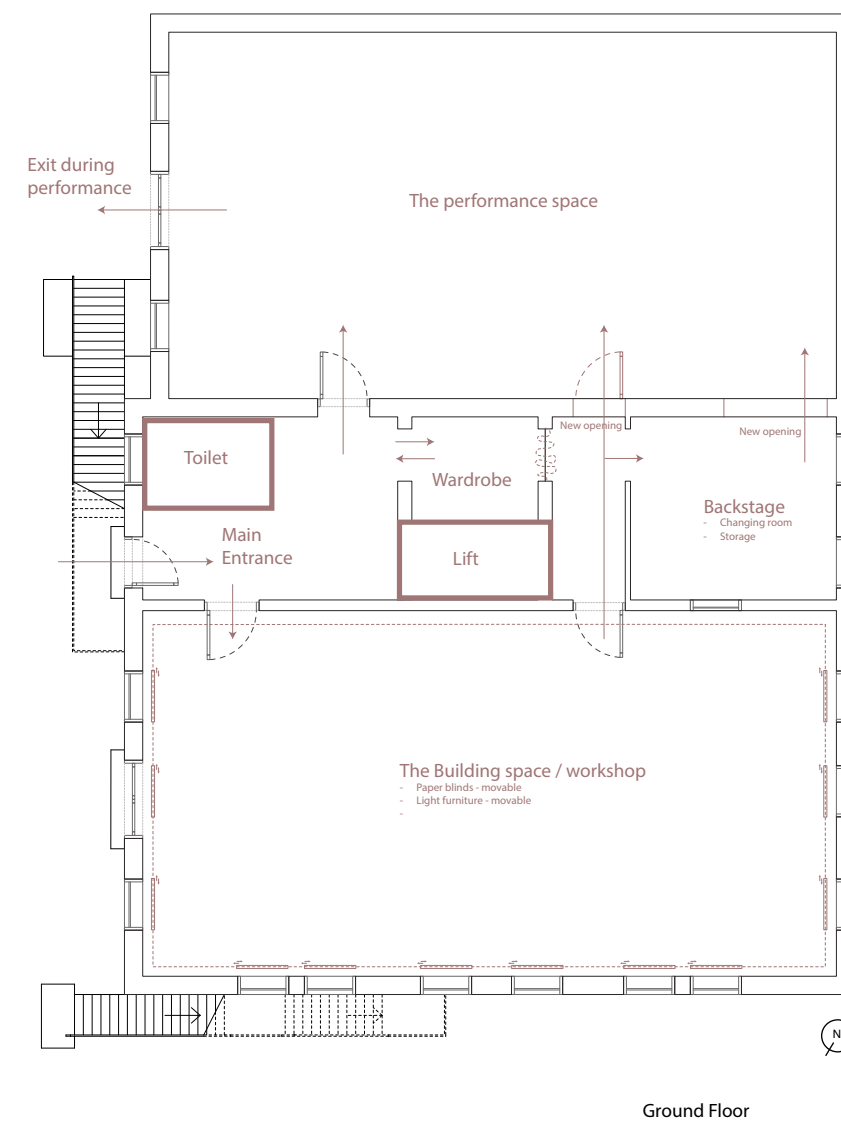 Exit during
performance
The performance space
New opening
New opening
Toilet
Wardrobe
Backstage
- Changing room
- Storage
Main
Entrance
Lift
The Building space / workshop
- Paper blinds - movable
- Light furniture - movable
-
N
Ground Floor